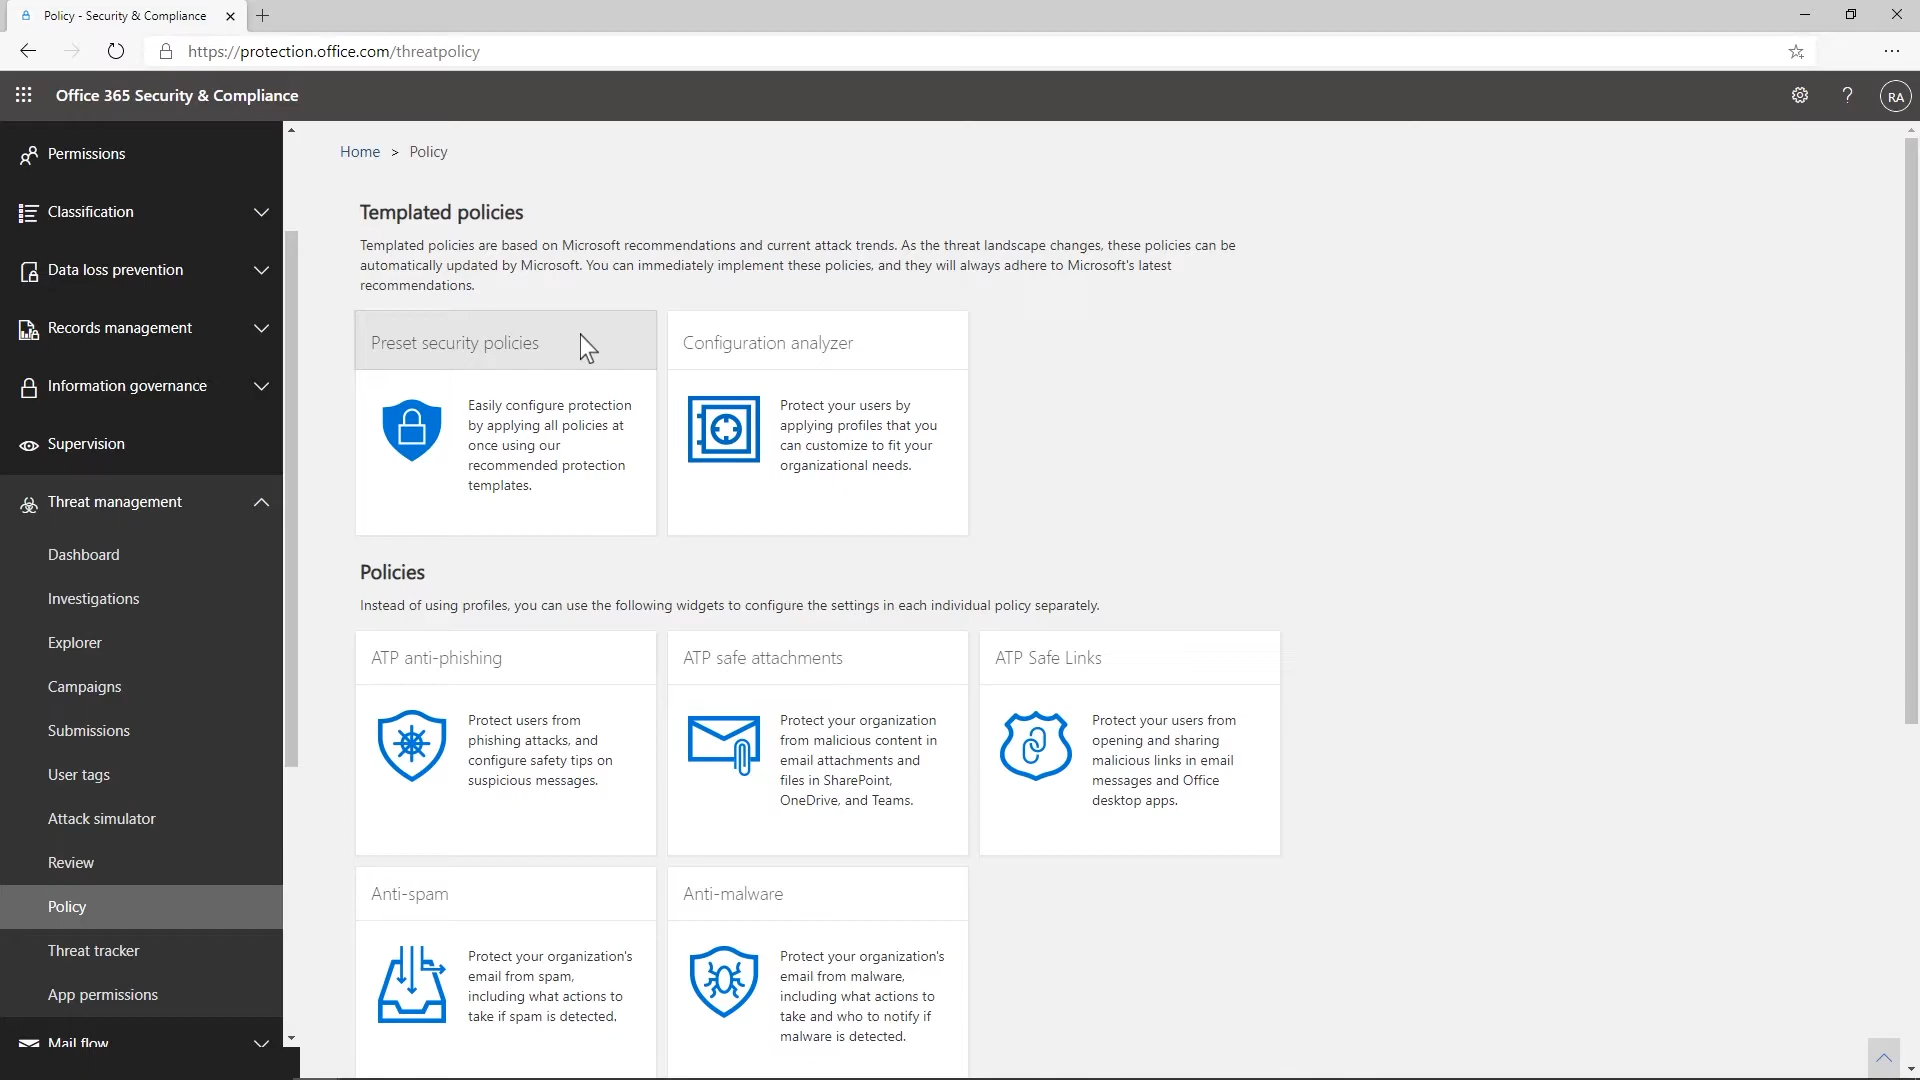 Policy - Security & Compliance
https://protection.office.com/threatpolicy
Office 365 Security & Compliance
?
RA
Permissions
Classification
Data loss prevention
Records management
Information governance
Supervision
Threat management
Dashboard
Investigations
Explorer
Campaigns
Submissions
User tags
Attack simulator
Review
Policy
Threat tracker
App permissions
Mail flow
Home > Policy
Templated policies
Templated policies are based on Microsoft recommendations and current attack trends. As the threat landscape changes, these policies can be
automatically updated by Microsoft. You can immediately implement these policies, and they will always adhere to Microsoft's latest
recommendations.
Preset security policies
Easily configure protection
by applying all policies at
once using our
recommended protection
templates.
Configuration analyzer
Protect your users by
applying profiles that you
can customize to fit your
organizational needs.
Policies
Instead of using profiles, you can use the following widgets to configure the settings in each individual policy separately.
ATP anti-phishing
Protect users from
phishing attacks, and
configure safety tips on
suspicious messages.
ATP safe attachments
Protect your organization
from malicious content in
email attachments and
files in SharePoint,
OneDrive, and Teams.
ATP Safe Links
Protect your users from
opening and sharing
malicious links in email
messages and Office
desktop apps.
Anti-spam
Protect your organization's
email from spam,
including what actions to
take if spam is detected.
Anti-malware
Protect your organization's
email from malware,
including what actions to
take and who to notify if
malware is detected.